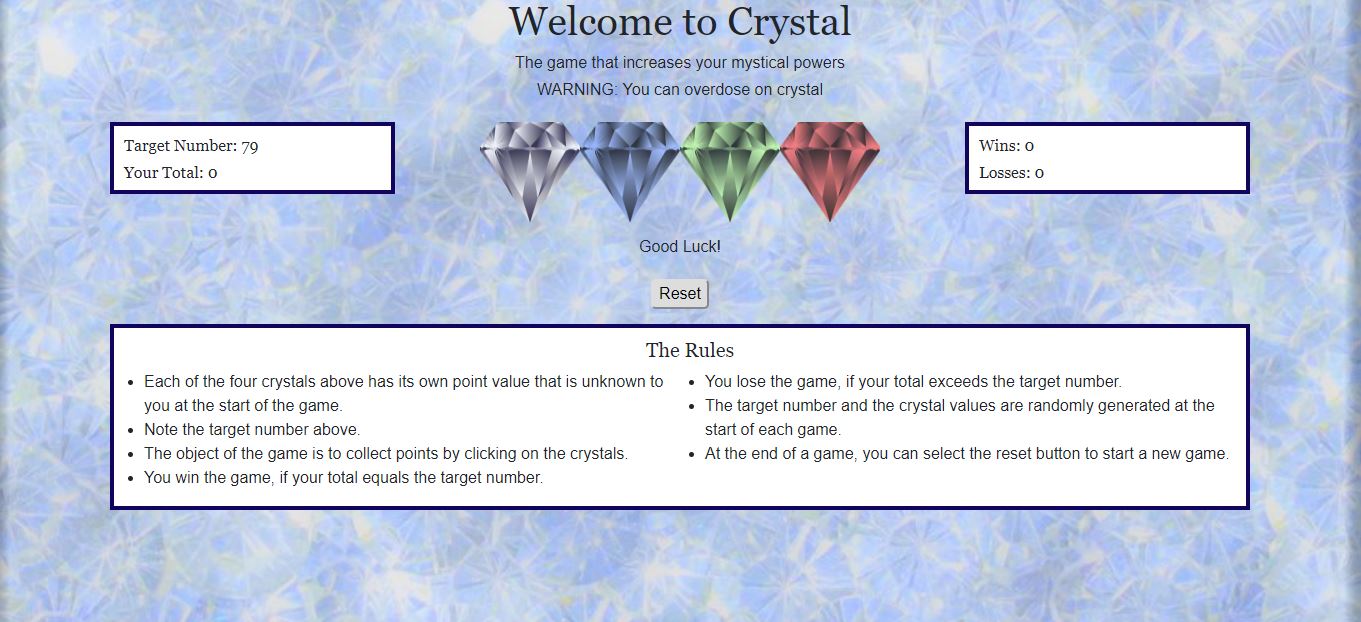 Welcome to Crystal
The game that increases your mystical powers
WARNING: You can overdose on crystal
Target Number: 79
Your Total: 0
Wins: 0
Losses: 0
Good Luck!
Reset
The Rules
Each of the four crystals above has its own point value that is unknown to
you at the start of the game.
Note the target number above.
The object of the game is to collect points by clicking on the crystals.
You win the game, if your total equals the target number.
You lose the game, if your total exceeds the target number.
The target number and the crystal values are randomly generated at the
start of each game.
At the end of a game, you can select the reset button to start a new game.